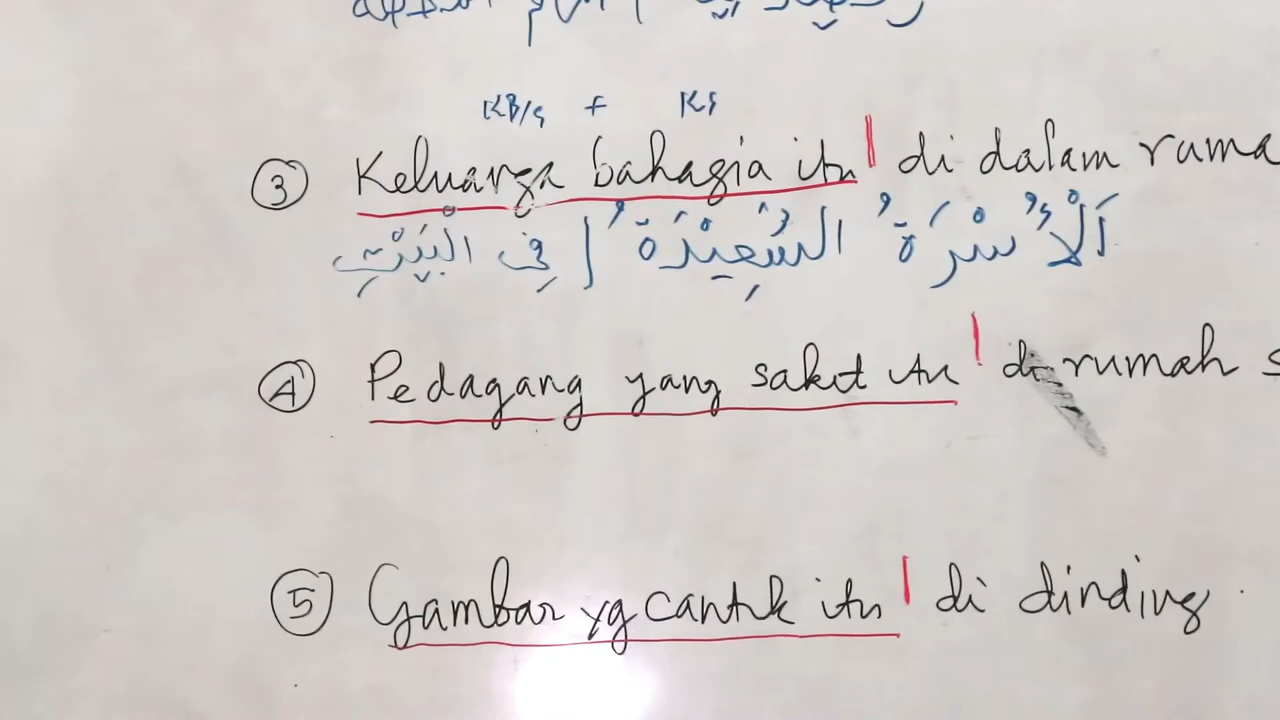 KB/s + KS
③ Keluarga bahagia itu | di dalam ruma
اَلْأُسْرَةُ السَّعِيْدَةُ / فِى الْبَيْتِ
④ Pedagang yang sakit itu | di rumah s
⑤ Gambar yg cantik itu | di dinding.